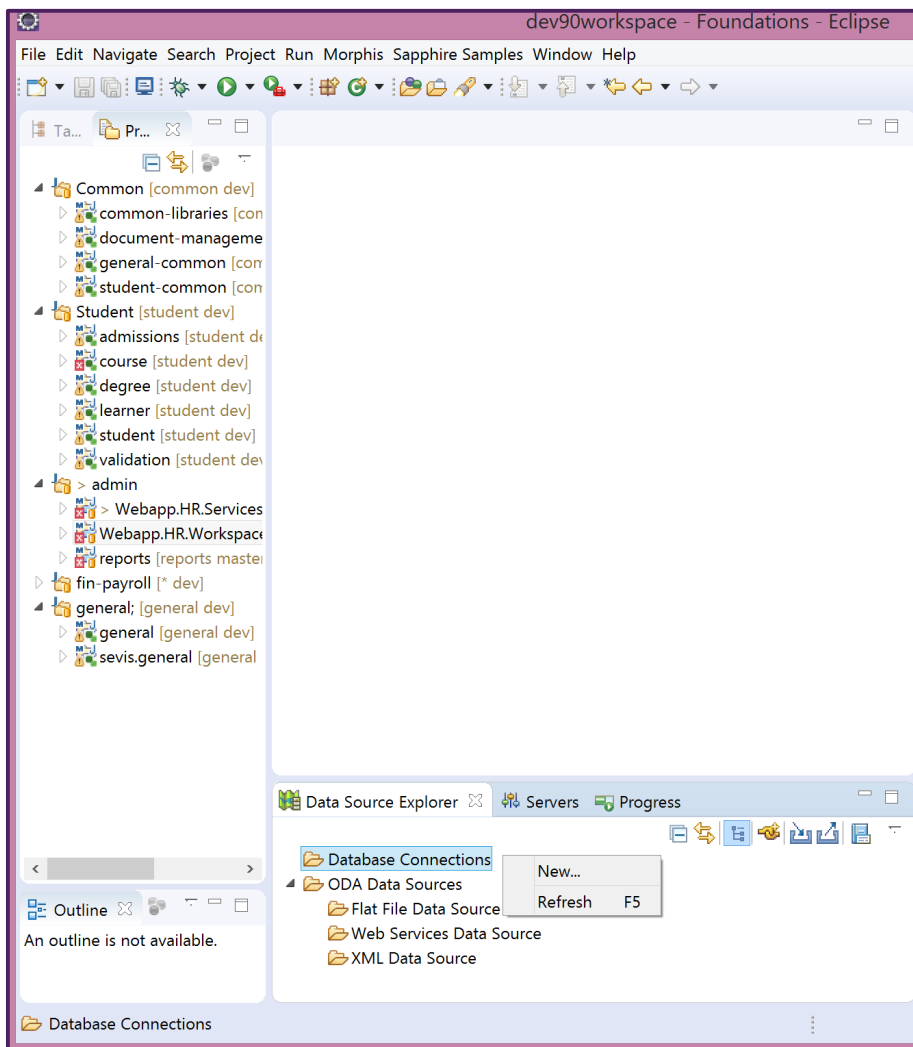 dev90workspace - Foundations - Eclipse
File Edit Navigate Search Project Run Morphis Sapphire Samples Window Help
Ta... Pr...
Common [common dev]
common-libraries [con
document-manageme
general-common [com
student-common [com
Student [student dev]
admissions [student de
course [student dev]
degree [student dev]
learner [student dev]
student [student dev]
validation [student dev
> admin
> Webapp.HR.Services
Webapp.HR.Workspace
reports [reports master
fin-payroll [* dev]
general; [general dev]
general [general dev]
sevis.general [general
Outline
An outline is not available.
Data Source Explorer Servers Progress
Database Connections
ODA Data Sources
Flat File Data Source
Web Services Data Source
XML Data Source
New...
Refresh F5
Database Connections